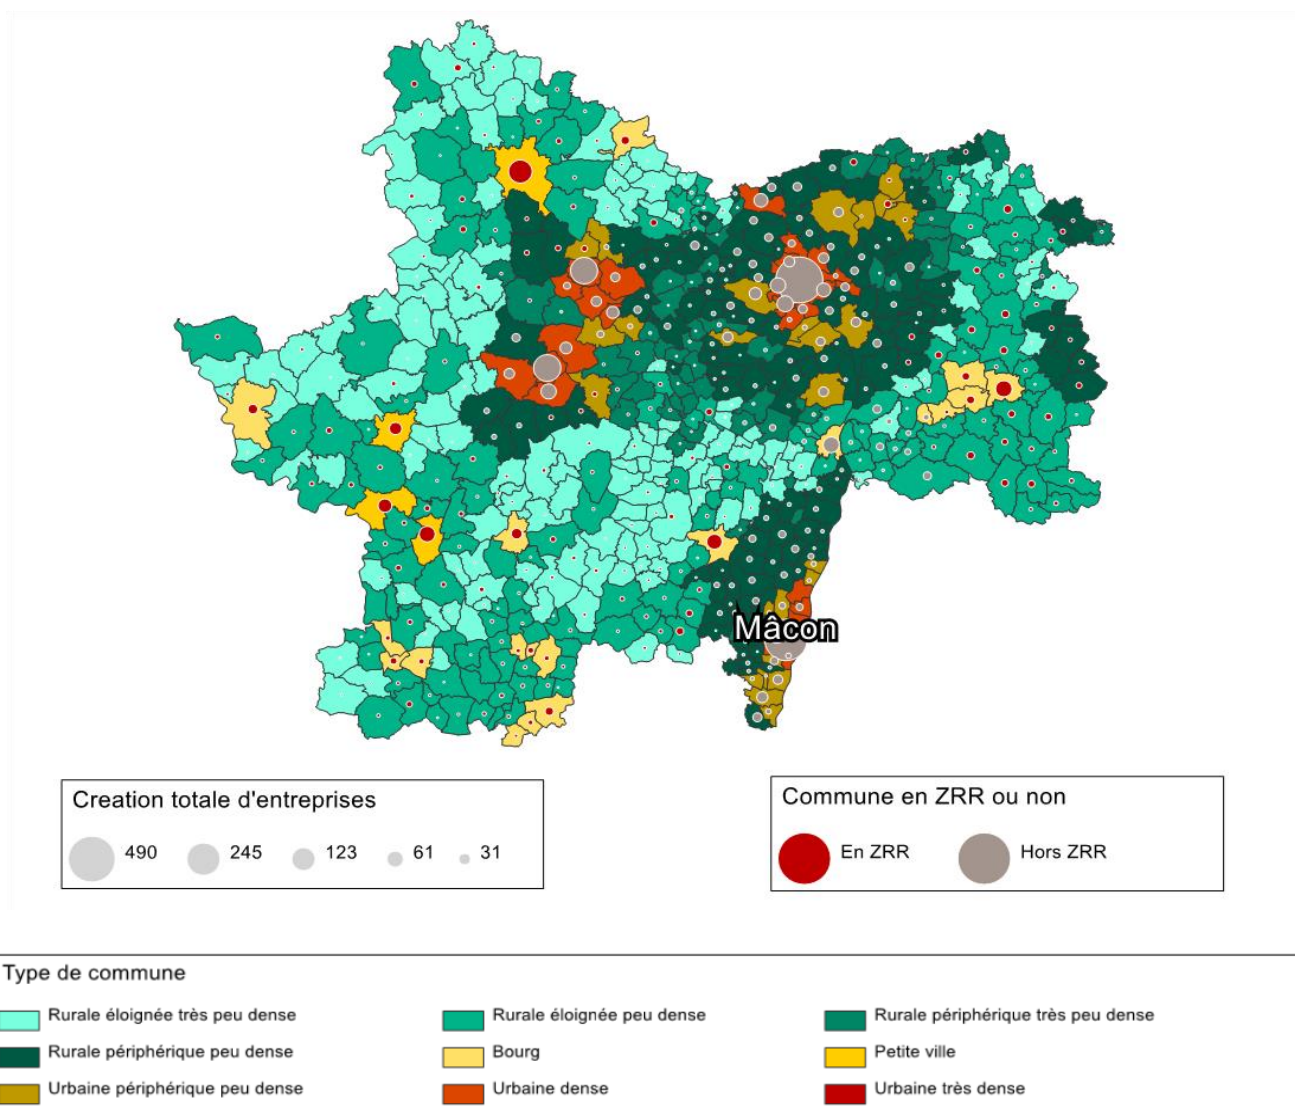 Mâcon
Creation totale d'entreprises
490 245 123 61 31
Commune en ZRR ou non
En ZRR Hors ZRR
Type de commune
Rurale éloignée très peu dense Rurale éloignée peu dense Rurale périphérique très peu dense
Rurale périphérique peu dense Bourg Petite ville
Urbaine périphérique peu dense Urbaine dense Urbaine très dense